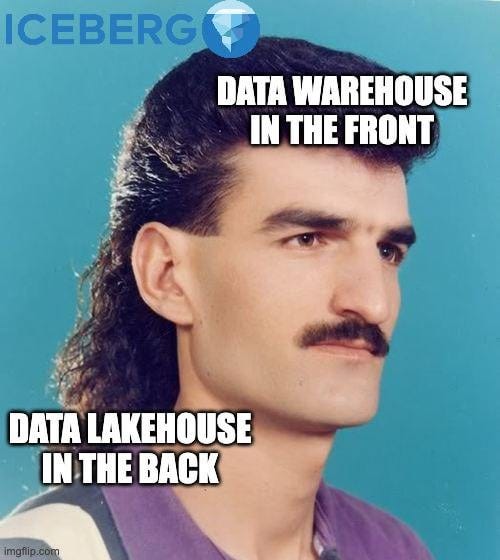 ICEBERG
DATA WAREHOUSE
IN THE FRONT
DATA LAKEHOUSE
IN THE BACK
imgflip.com